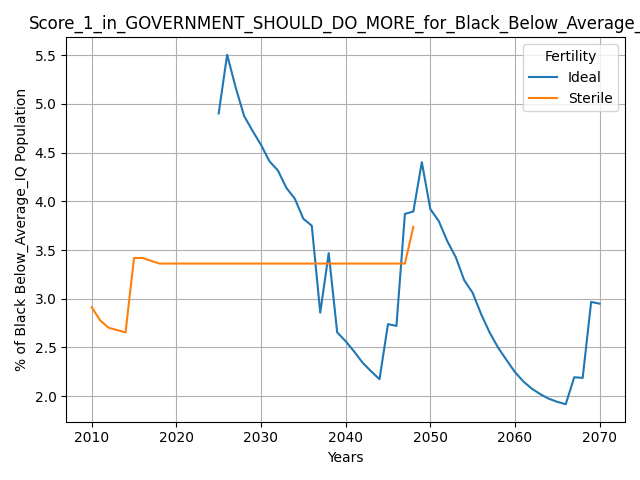 Score_1_in_GOVERNMENT_SHOULD_DO_MORE_for_Black_Below_Average_
% of Black Below_Average_IQ Population
5.5
5.0
4.5
4.0
3.5
3.0
2.5
2.0
Fertility
Ideal
Sterile
2010 2020 2030 2040 2050 2060 2070
Years